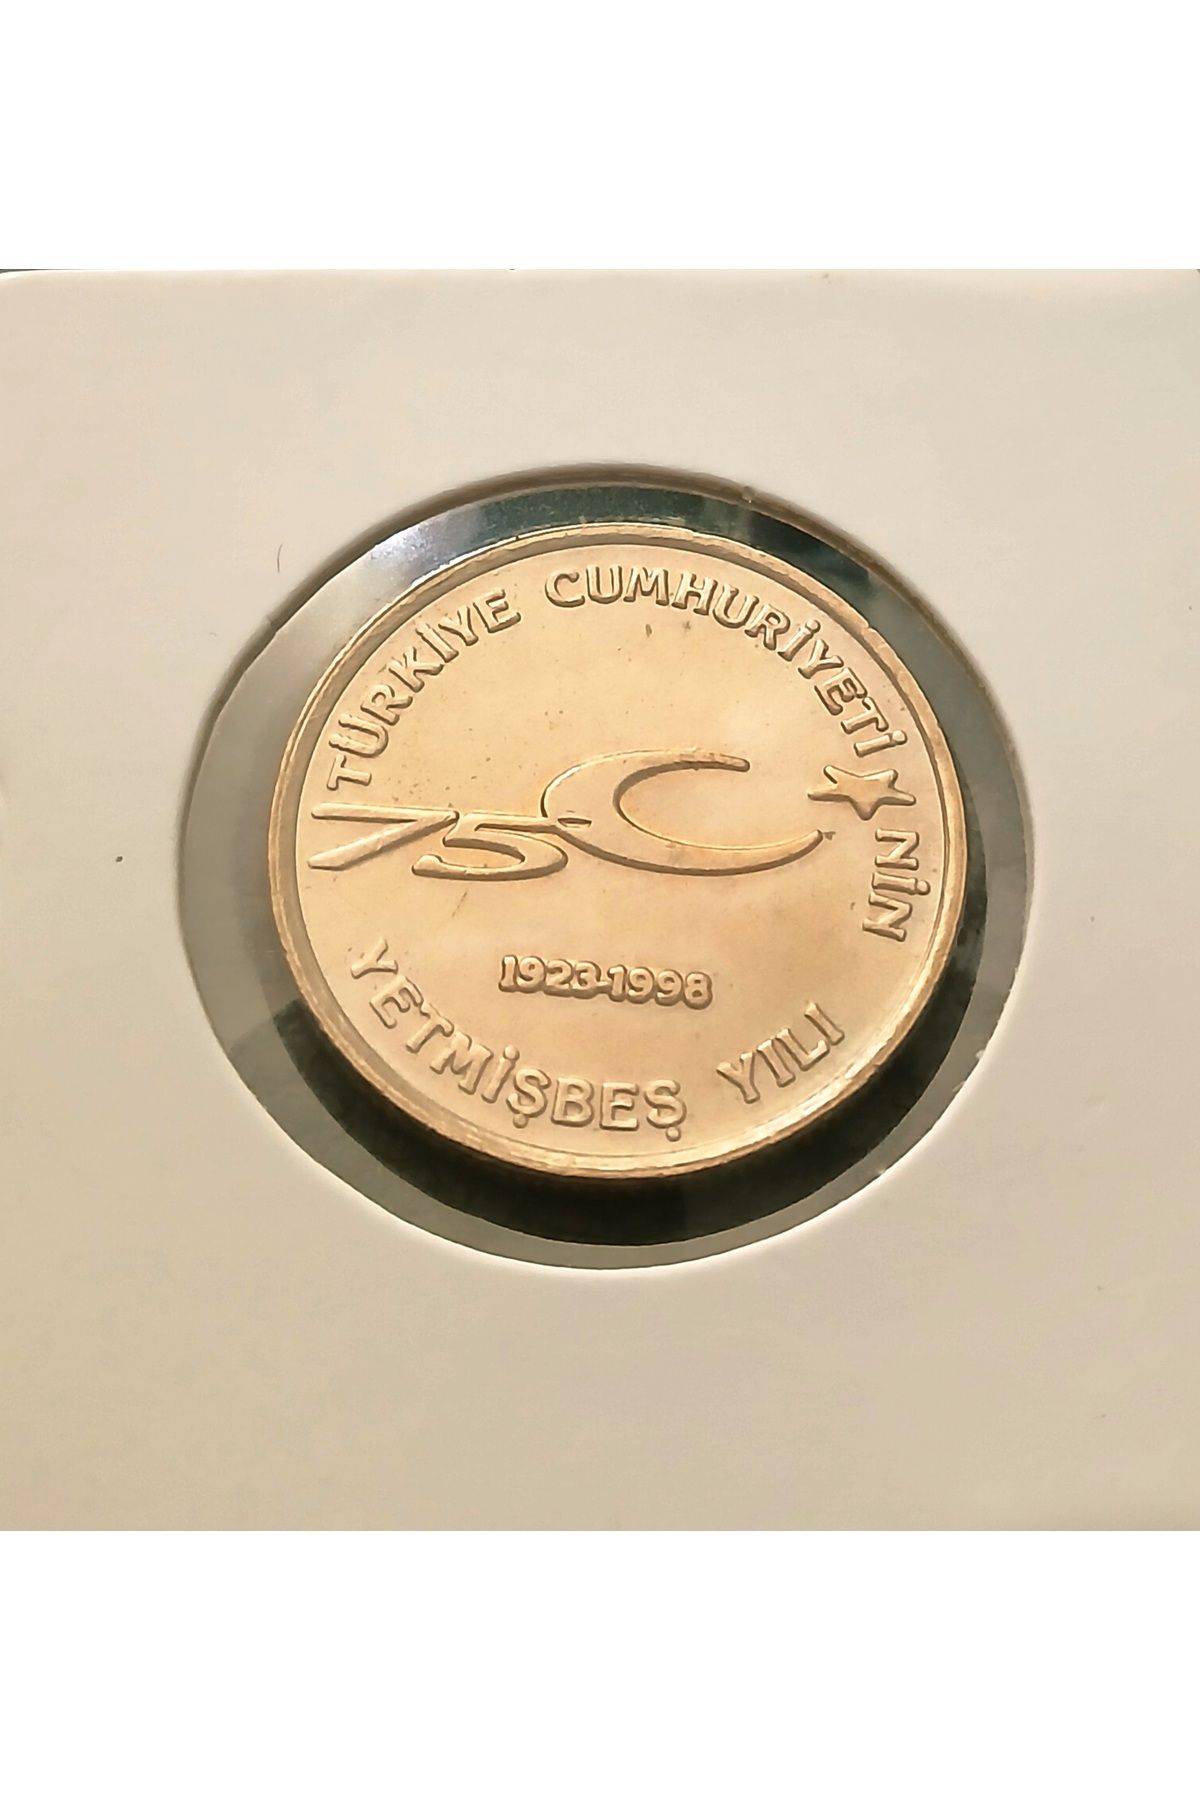 TÜRKİYE CUMHURİYETİ NİN
75
1923-1998
YETMİŞBEŞ YILI